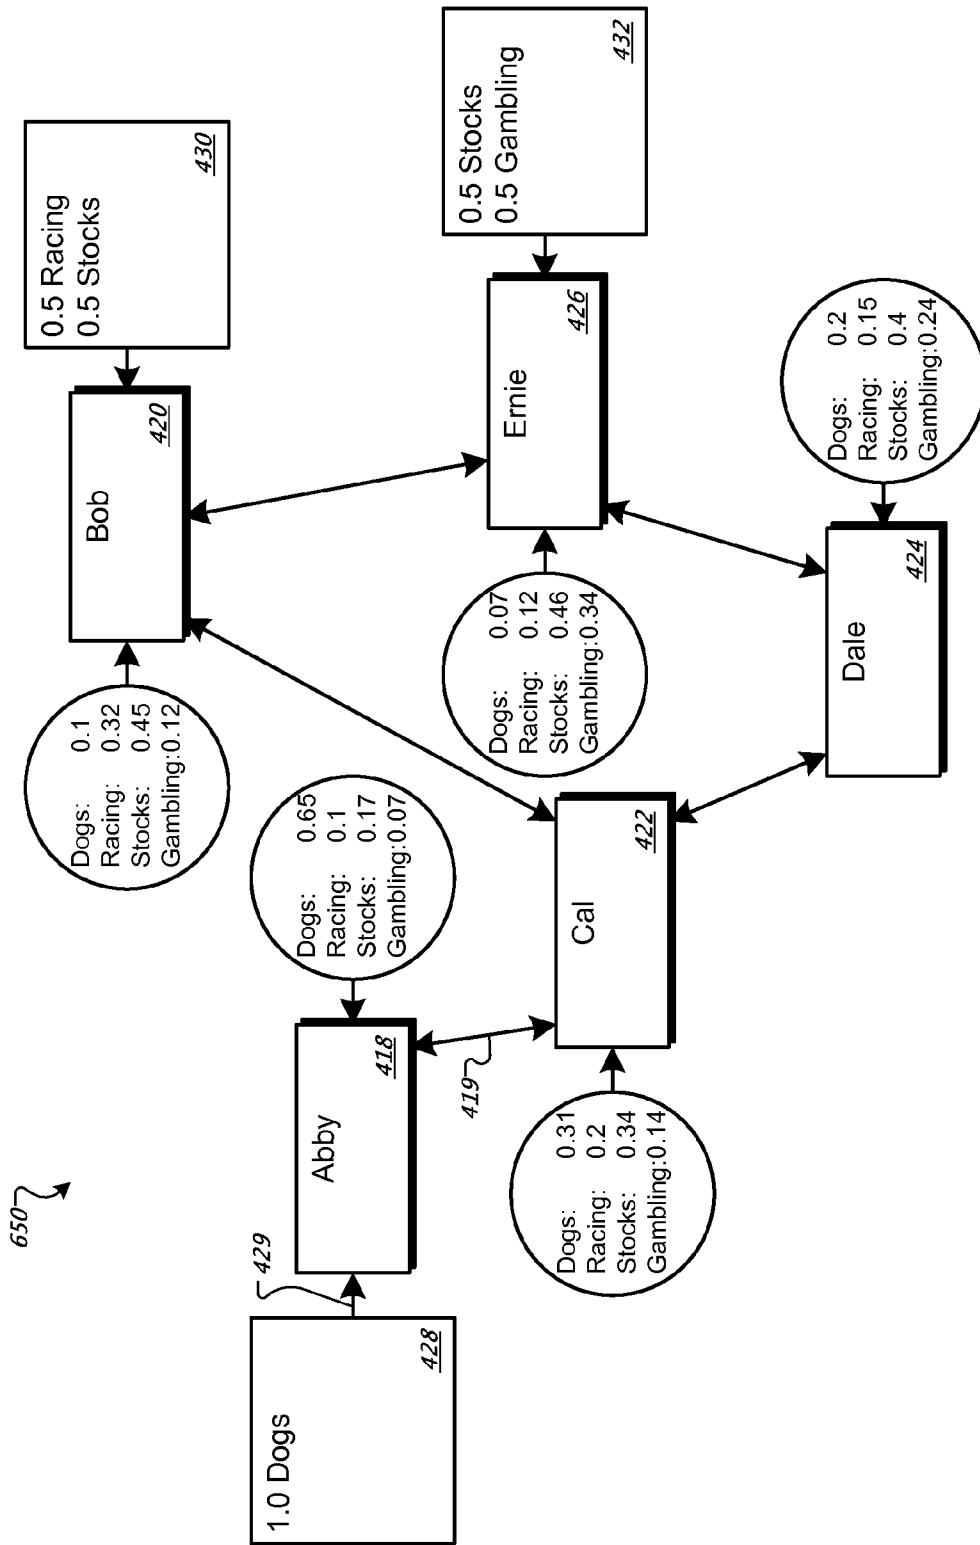 650
1.0 Dogs
428
429
Abby
418
Dogs: 0.65
Racing: 0.1
Stocks: 0.17
Gambling:0.07
419
Dogs: 0.1
Racing: 0.32
Stocks: 0.45
Gambling:0.12
Bob
420
0.5 Racing
0.5 Stocks
430
Dogs: 0.31
Racing: 0.2
Stocks: 0.34
Gambling:0.14
Cal
422
Dogs: 0.07
Racing: 0.12
Stocks: 0.46
Gambling:0.34
Ernie
426
0.5 Stocks
0.5 Gambling
432
Dale
424
Dogs: 0.2
Racing: 0.15
Stocks: 0.4
Gambling:0.24